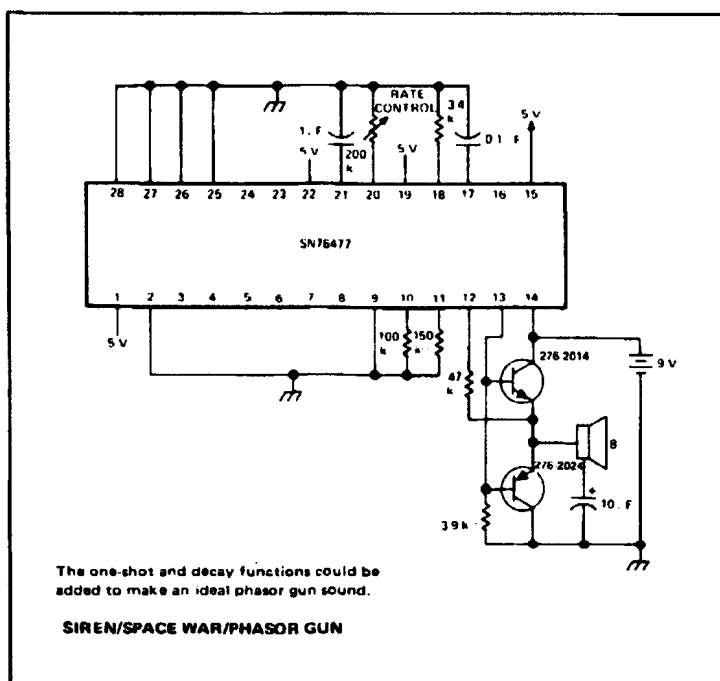 RATE
CONTROL
34
k
1. F
200
k
5 V
5 V
0.1 F
5 V
28 27 26 25 24 23 22 21 20 19 18 17 16 15
SN76477
1 2 3 4 5 6 7 8 9 10 11 12 13 14
5 V
100
k
150
k
47
k
276 2014
9 V
8
276 2024
+
10. F
39 k
The one-shot and decay functions could be
added to make an ideal phasor gun sound.
SIREN/SPACE WAR/PHASOR GUN